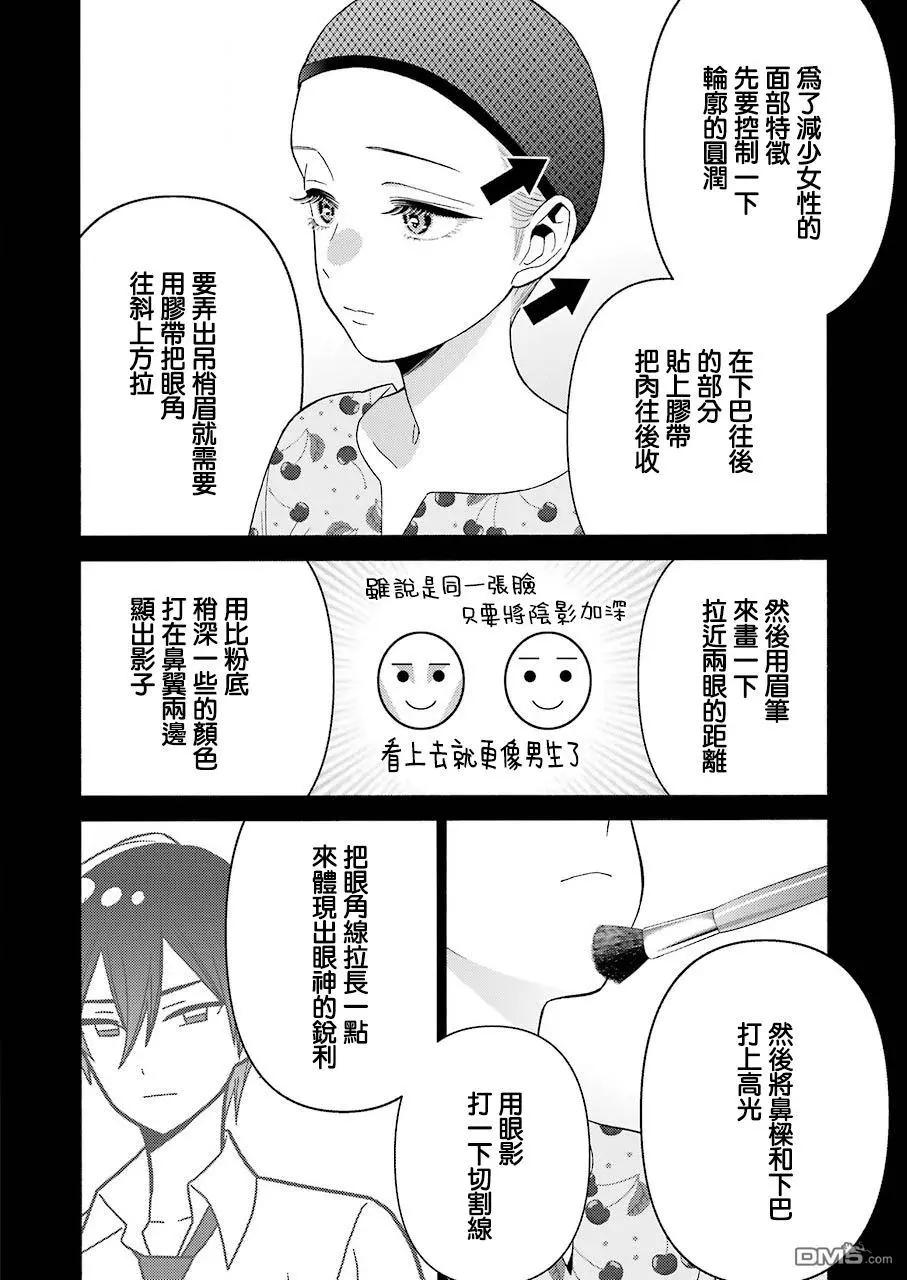 爲了減少女性的
面部特徵
先要控制一下
輪廓的圓潤
在下巴往後
的部分
貼上膠帶
把肉往後收
要弄出吊梢眉就需要
用膠帶把眼角
往斜上方拉
然後用眉筆
來畫一下
拉近兩眼的距離
雖說是同一張臉
只要將陰影加深
看上去就更像男生了
用比粉底
稍深一些的顏色
打在鼻翼兩邊
顯出影子
然後將鼻樑和下巴
打上高光
用眼影
打一下切割線
把眼角線拉長一點
來體現出眼神的銳利
DM5.com